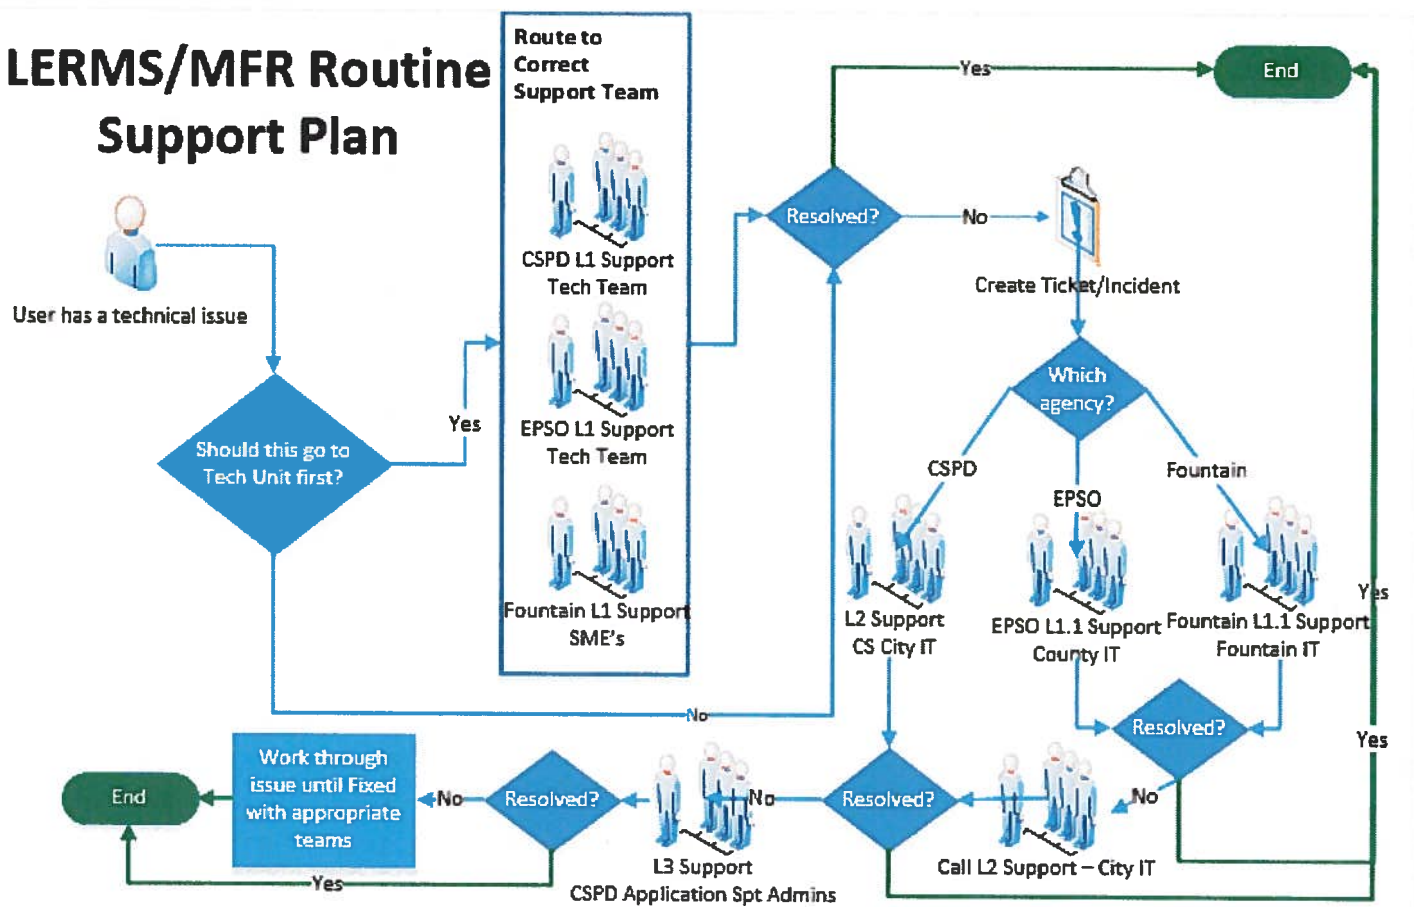 LERMS/MFR Routine
Support Plan
User has a technical issue
Should this go to
Tech Unit first?
Yes
No
Route to
Correct
Support Team
CSPD L1 Support
Tech Team
EPSO L1 Support
Tech Team
Fountain L1 Support
SME's
Resolved?
Yes
End
No
Create Ticket/Incident
Which
agency?
CSPD
EPSO
Fountain
L2 Support
CS City IT
EPSO L1.1 Support
County IT
Fountain L1.1 Support
Fountain IT
Yes
Resolved?
Yes
No
Call L2 Support – City IT
Resolved?
No
L3 Support
CSPD Application Spt Admins
Resolved?
No
Yes
Work through
issue until Fixed
with appropriate
teams
End